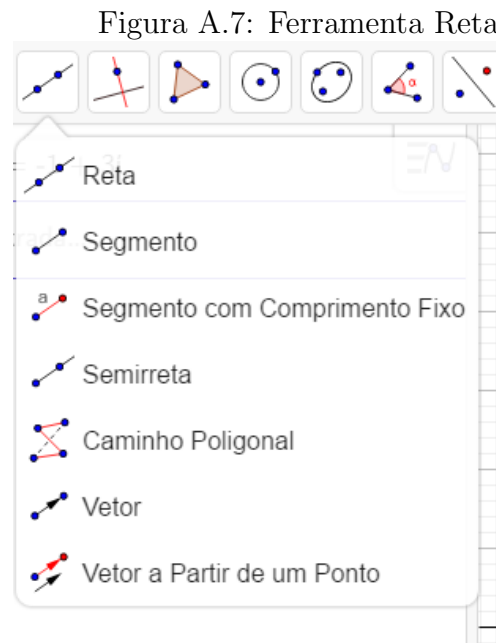 Figura A.7: Ferramenta Reta
α
Reta
Segmento
a
Segmento com Comprimento Fixo
Semirreta
Caminho Poligonal
Vetor
Vetor a Partir de um Ponto